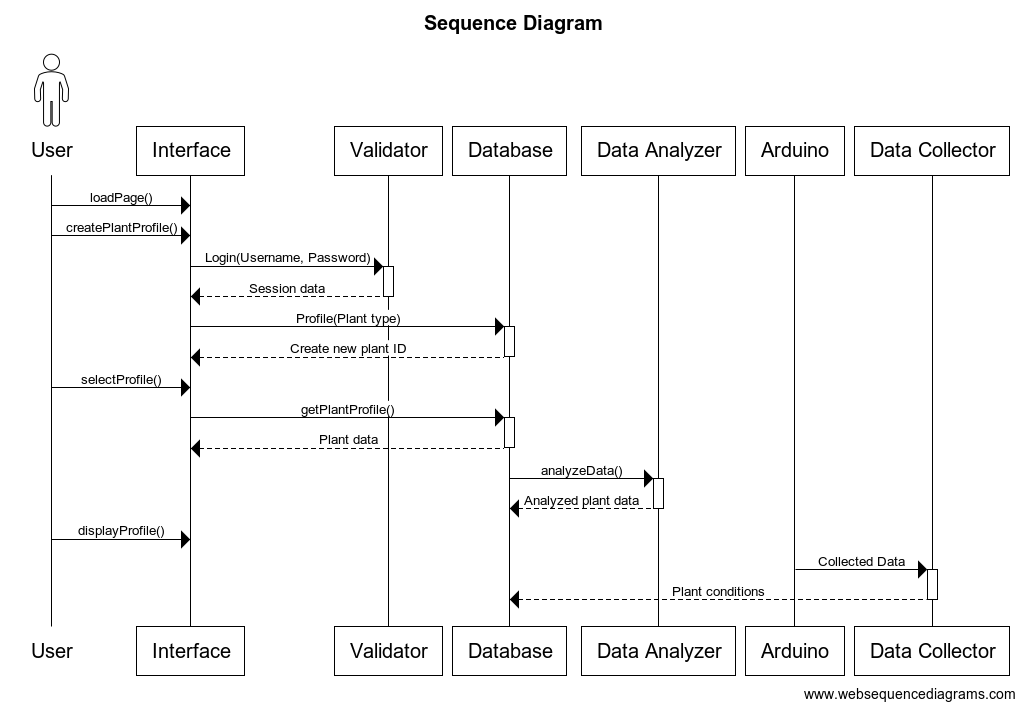 Sequence Diagram
User
Interface
Validator
Database
Data Analyzer
Arduino
Data Collector
loadPage()
createPlantProfile()
Login(Username, Password)
Session data
Profile(Plant type)
Create new plant ID
selectProfile()
getPlantProfile()
Plant data
analyzeData()
Analyzed plant data
displayProfile()
Collected Data
Plant conditions
User
Interface
Validator
Database
Data Analyzer
Arduino
Data Collector
www.websequencediagrams.com